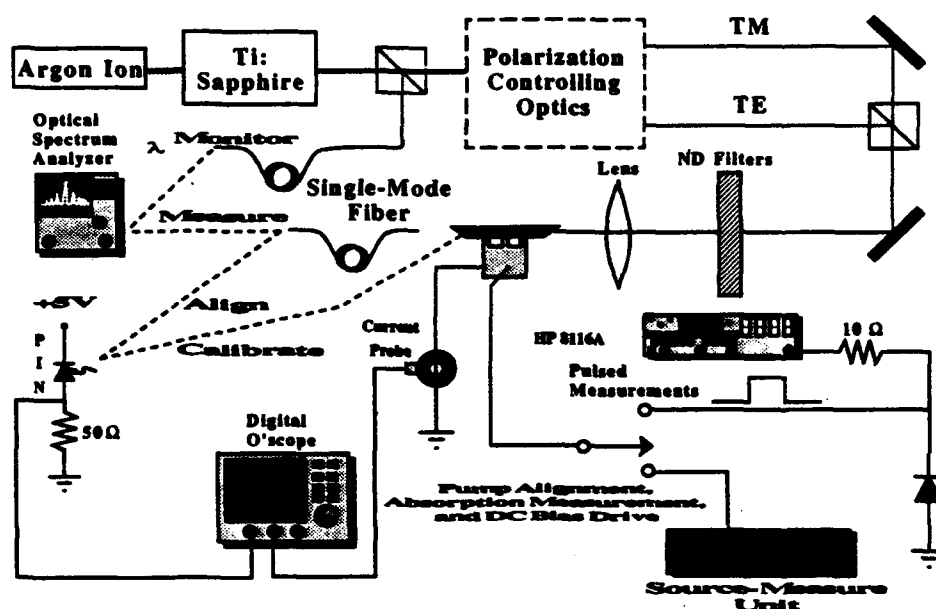 TM
Ti:
Sapphire
Argon Ion
Polarization
Controlling
Optics
TE
Optical
Spectrum
Analyzer
λ Monitor
Single-Mode
Fiber
Lens
ND Filters
Measure
Align
Calibrate
+5V
P
I
N
50Ω
Current
Probe
HP 8116A
10 Ω
Pulsed
Measurements
Digital
O'scope
Pump Alignment,
Absorption Measurement,
and DC Bias Drive
Source-Measure
Unit